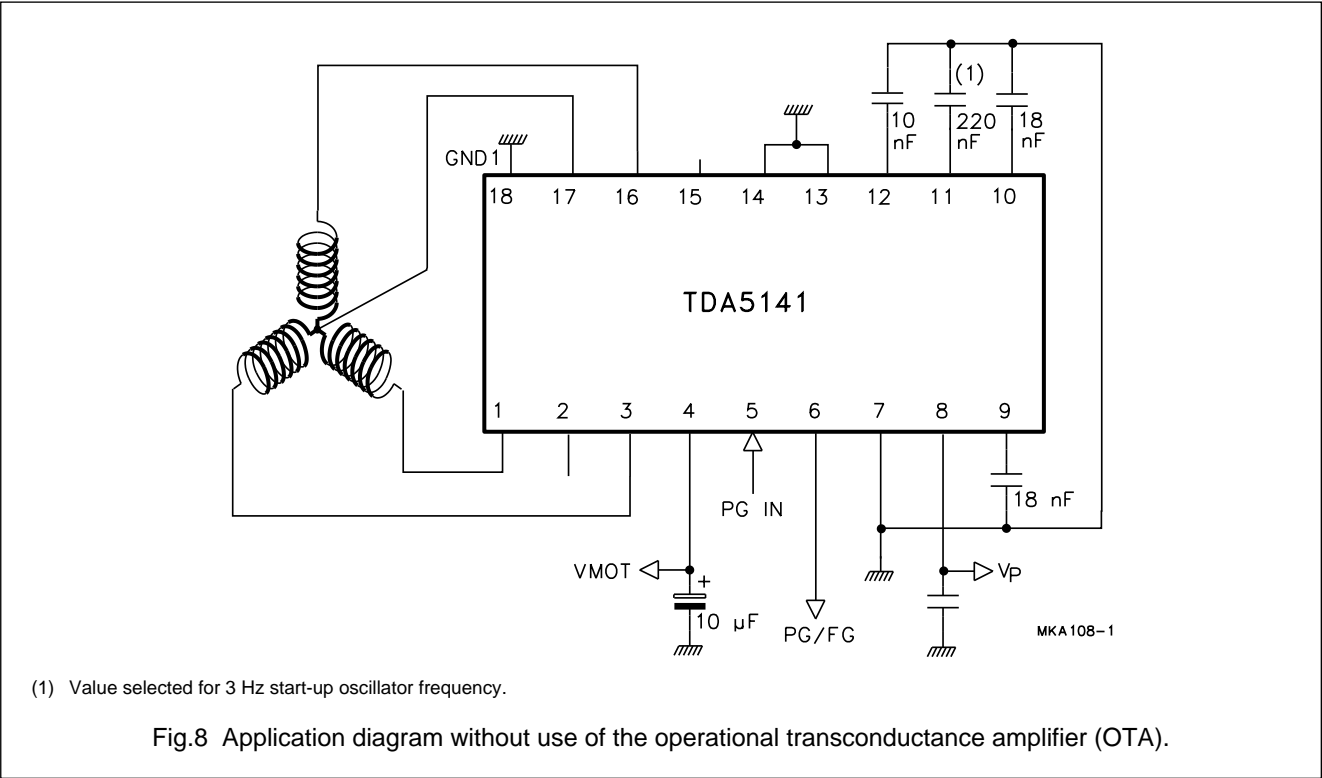 (1)
10 nF
220 nF
18 nF
GND1
18 17 16 15 14 13 12 11 10
TDA5141
1 2 3 4 5 6 7 8 9
PG IN
18 nF
VMOT
+
10 µF
PG/FG
VP
MKA108-1
(1) Value selected for 3 Hz start-up oscillator frequency.
Fig.8 Application diagram without use of the operational transconductance amplifier (OTA).